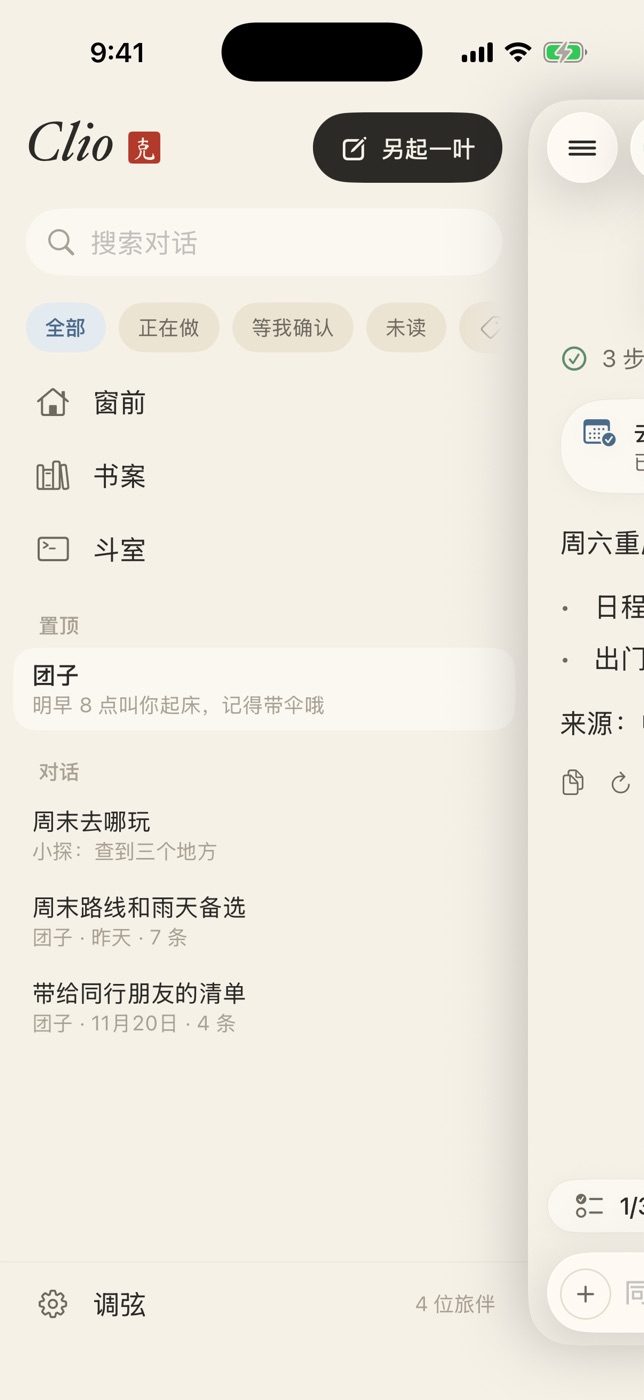 9:41
Clio 克
另起一叶
搜索对话
全部 正在做 等我确认 未读
窗前
书案
斗室
置顶
团子
明早 8 点叫你起床，记得带伞哦
对话
周末去哪玩
小探：查到三个地方
周末路线和雨天备选
团子 · 昨天 · 7 条
带给同行朋友的清单
团子 · 11月20日 · 4 条
调弦
4 位旅伴
3 步
周六重
• 日程
• 出门
来源：